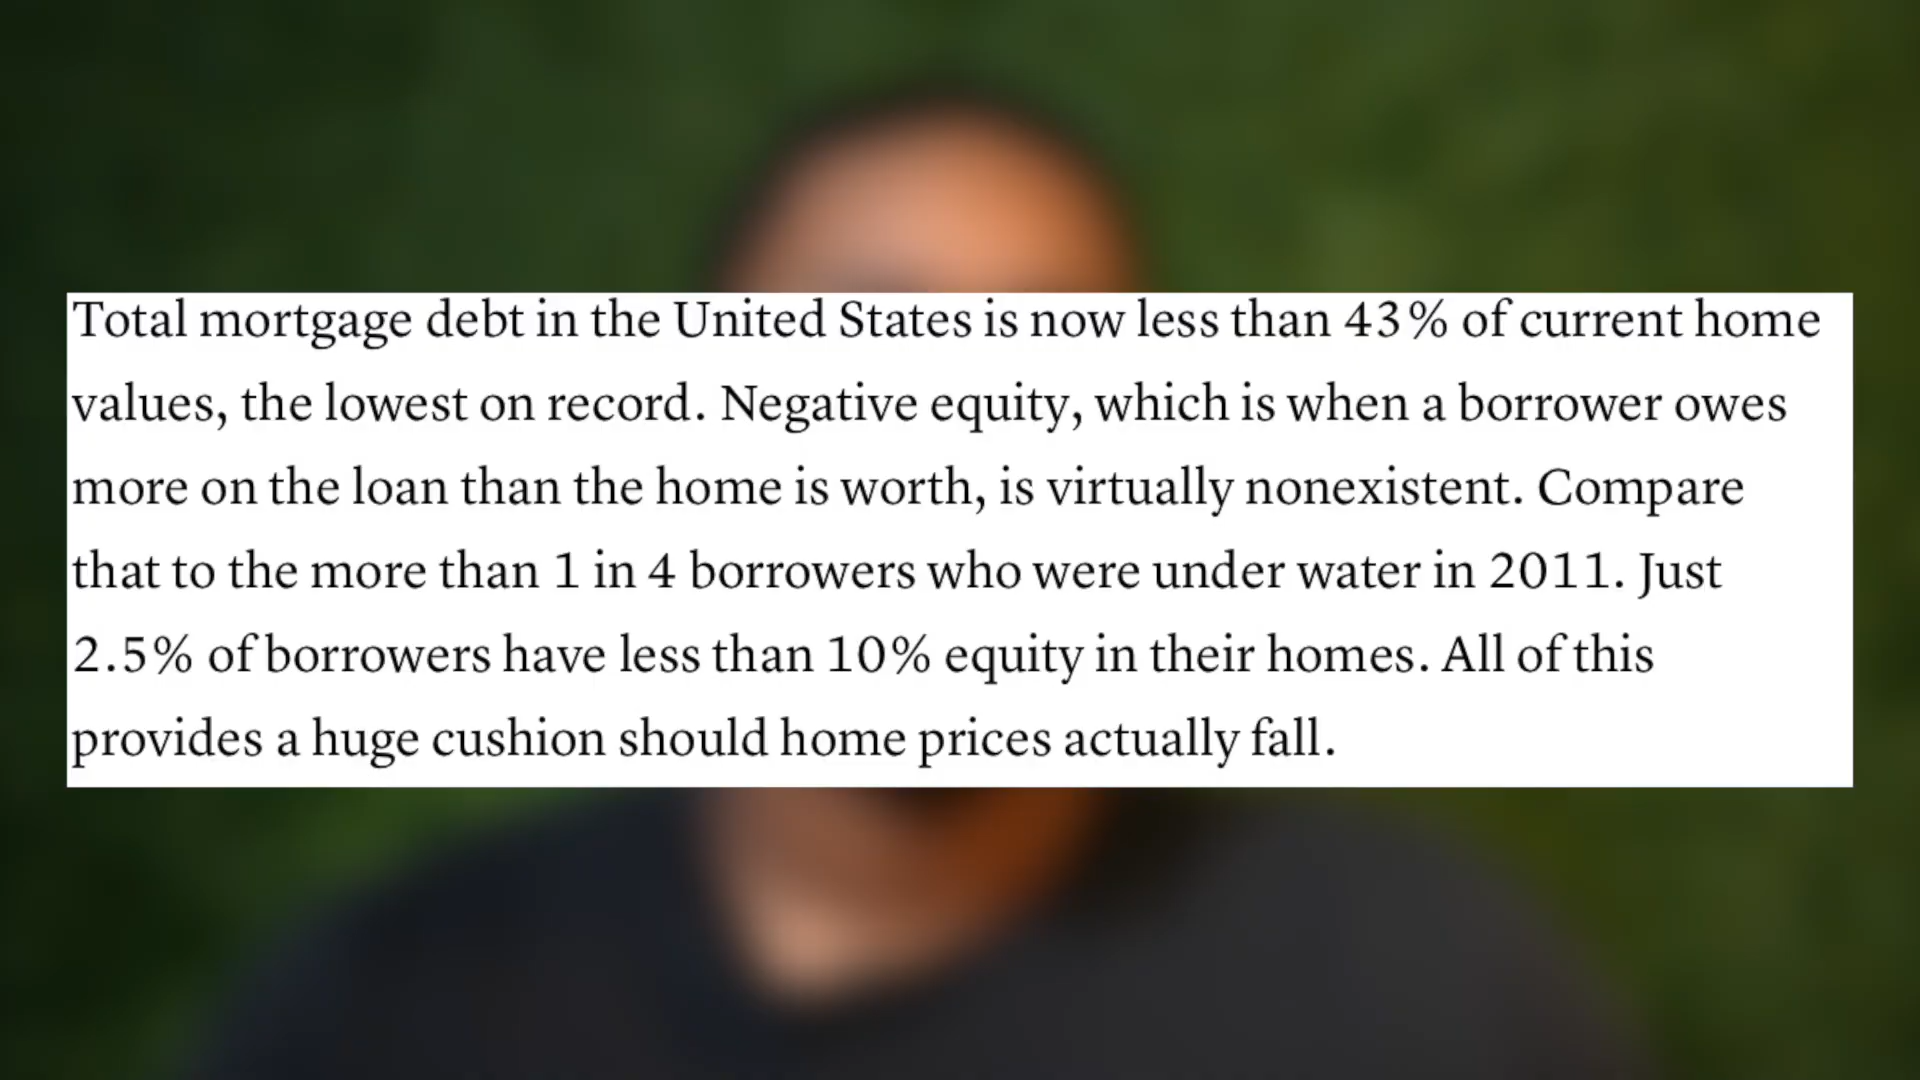 Total mortgage debt in the United States is now less than 43% of current home
values, the lowest on record. Negative equity, which is when a borrower owes
more on the loan than the home is worth, is virtually nonexistent. Compare
that to the more than 1 in 4 borrowers who were under water in 2011. Just
2.5% of borrowers have less than 10% equity in their homes. All of this
provides a huge cushion should home prices actually fall.